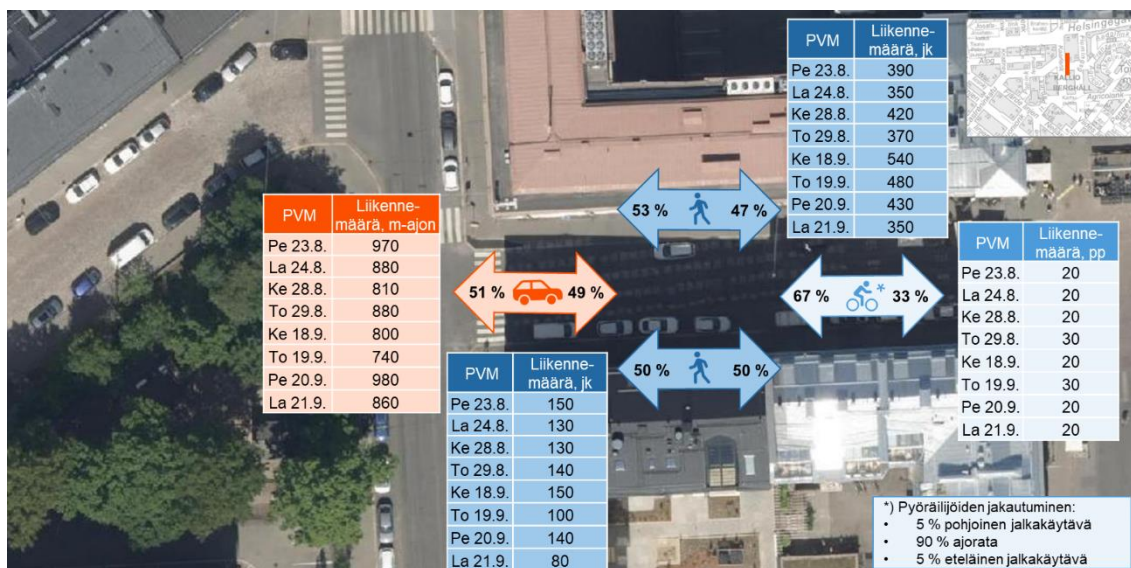 PVM Liikenne-
määrä, jk
Pe 23.8. 390
La 24.8. 350
Ke 28.8. 420
To 29.8. 370
Ke 18.9. 540
To 19.9. 480
Pe 20.9. 430
La 21.9. 350
Helsingeg
KALLIO
BERGHÄLL
53 % 47 %
PVM Liikenne-
määrä, m-ajon
Pe 23.8. 970
La 24.8. 880
Ke 28.8. 810
To 29.8. 880
Ke 18.9. 800
To 19.9. 740
Pe 20.9. 980
La 21.9. 860
51 % 49 %
67 % * 33 %
PVM Liikenne-
määrä, pp
Pe 23.8. 20
La 24.8. 20
Ke 28.8. 20
To 29.8. 30
Ke 18.9. 20
To 19.9. 30
Pe 20.9. 20
La 21.9. 20
50 % 50 %
PVM Liikenne-
määrä, jk
Pe 23.8. 150
La 24.8. 130
Ke 28.8. 130
To 29.8. 140
Ke 18.9. 150
To 19.9. 100
Pe 20.9. 140
La 21.9. 80
*) Pyöräilijöiden jakautuminen:
• 5 % pohjoinen jalkakäytävä
• 90 % ajorata
• 5 % eteläinen jalkakäytävä